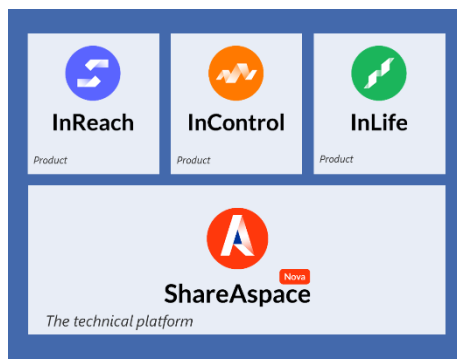 InReach
InControl
InLife
Product
Product
Product
Nova
ShareAspace
The technical platform